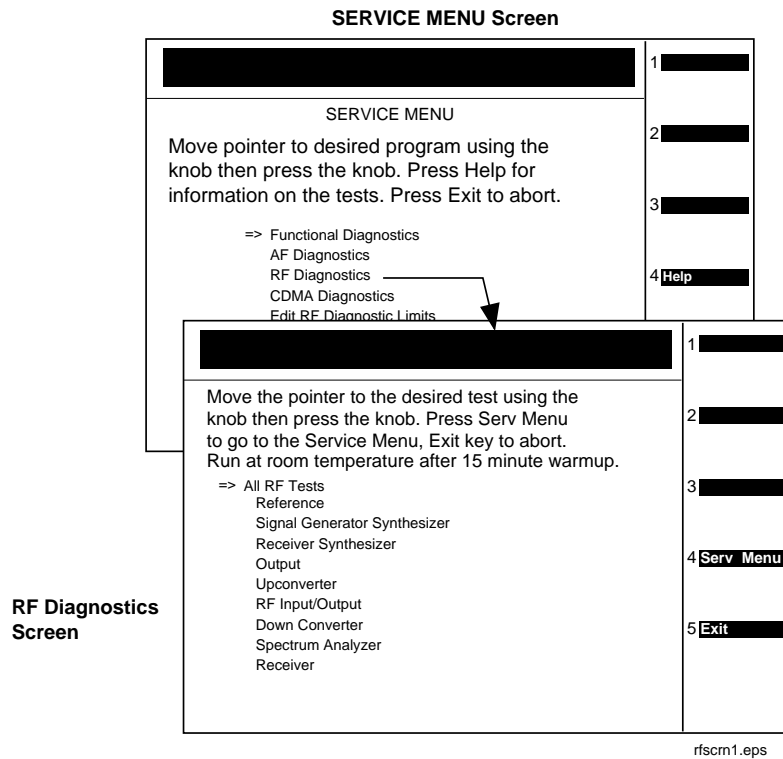 SERVICE MENU Screen
1
SERVICE MENU
2
Move pointer to desired program using the
knob then press the knob. Press Help for
information on the tests. Press Exit to abort.
3
=> Functional Diagnostics
AF Diagnostics
RF Diagnostics
4 Help
CDMA Diagnostics
Edit RF Diagnostic Limits
1
Move the pointer to the desired test using the
knob then press the knob. Press Serv Menu
2
to go to the Service Menu, Exit key to abort.
Run at room temperature after 15 minute warmup.
=> All RF Tests
3
Reference
Signal Generator Synthesizer
Receiver Synthesizer
4 Serv Menu
Output
Upconverter
RF Input/Output
Down Converter
5 Exit
Spectrum Analyzer
Receiver
RF Diagnostics
Screen
rfscrn1.eps